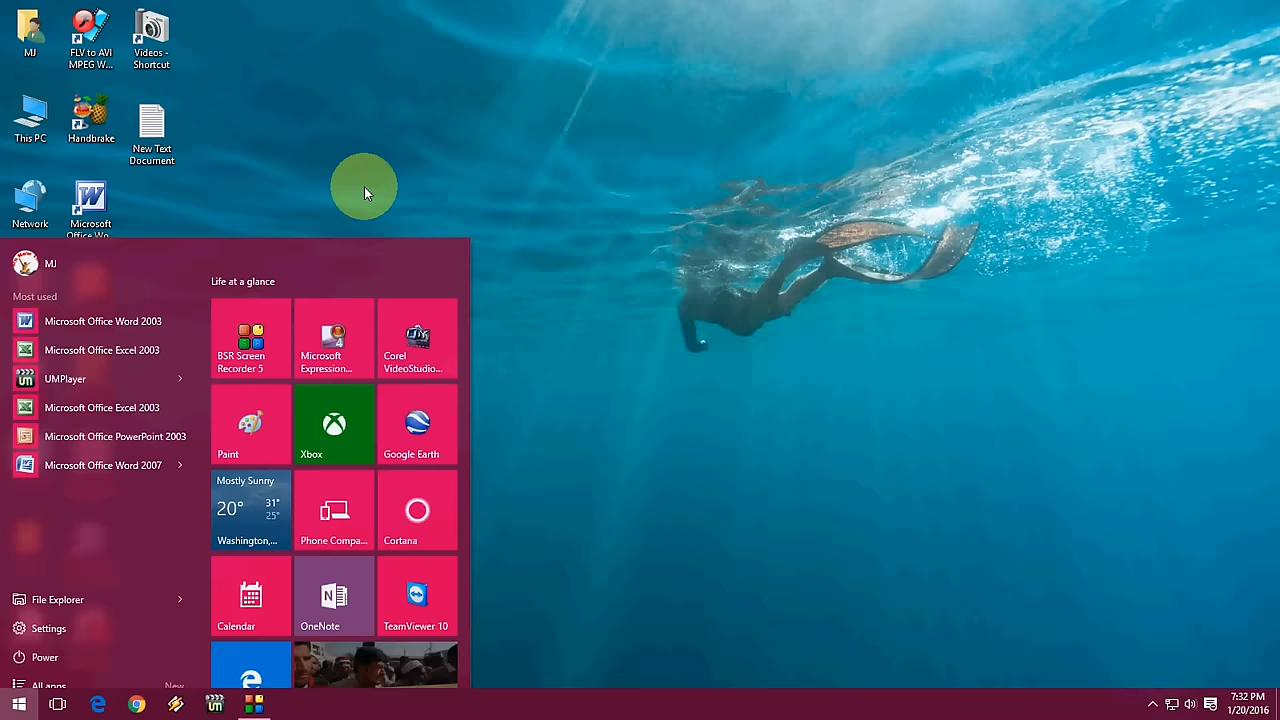 MJ
FLV to AVI
MPEG W...
Videos -
Shortcut
This PC
Handbrake
New Text
Document
Network
Microsoft
Office Wo...
MJ
Most used
Microsoft Office Word 2003
Microsoft Office Excel 2003
UMPlayer
Microsoft Office Excel 2003
Microsoft Office PowerPoint 2003
Microsoft Office Word 2007
File Explorer
Settings
Power
All apps
New
Life at a glance
BSR Screen
Recorder 5
Microsoft
Expression...
Corel
VideoStudio...
Paint
Xbox
Google Earth
Mostly Sunny
20°
31°
25°
Washington,...
Phone Compa...
Cortana
Calendar
OneNote
TeamViewer 10
7:32 PM
1/20/2016